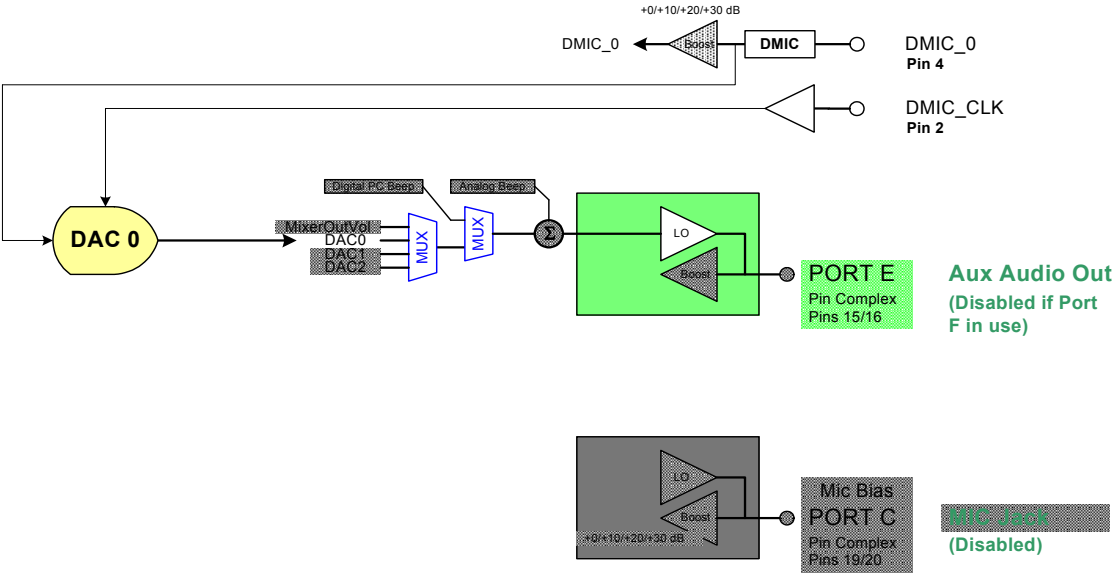 +0/+10/+20/+30 dB
DMIC_0
Boost
DMIC
DMIC_0
Pin 4
DMIC_CLK
Pin 2
Digital PC Beep
Analog Beep
DAC 0
MixerOutVol
DAC0
DAC1
DAC2
MUX
MUX
Σ
LO
Boost
PORT E
Pin Complex
Pins 15/16
Aux Audio Out
(Disabled if Port
F in use)
LO
Boost
+0/+10/+20/+30 dB
Mic Bias
PORT C
Pin Complex
Pins 19/20
MIC Jack
(Disabled)